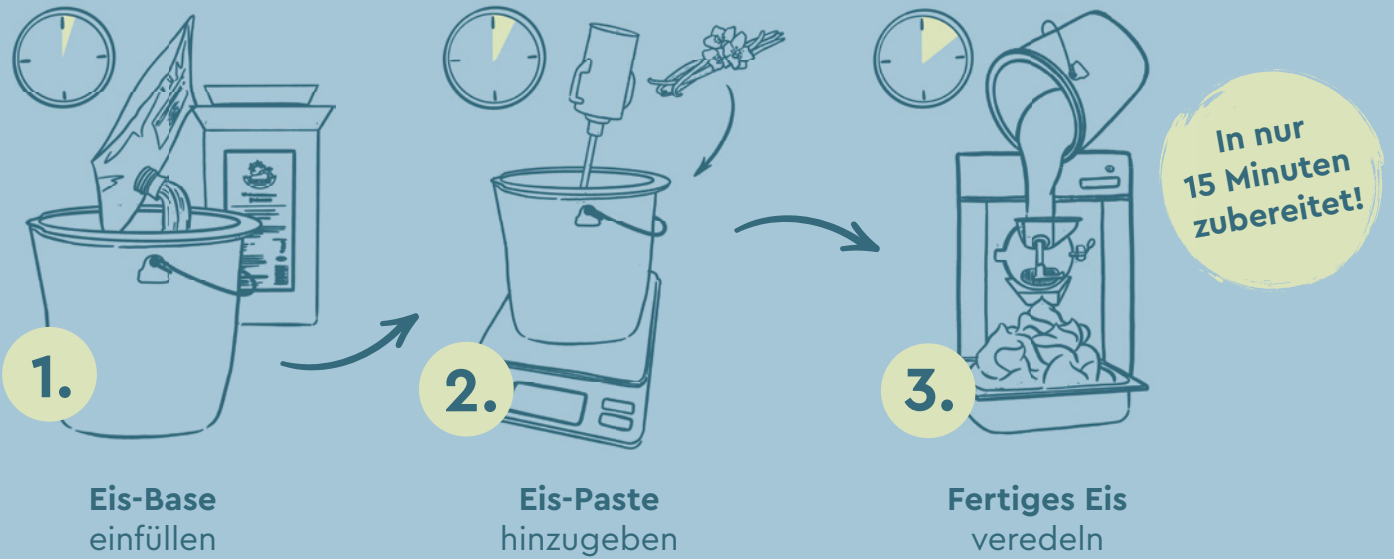 In nur
15 Minuten
zubereitet!
1.
2.
3.
Eis-Base
einfüllen
Eis-Paste
hinzugeben
Fertiges Eis
veredeln